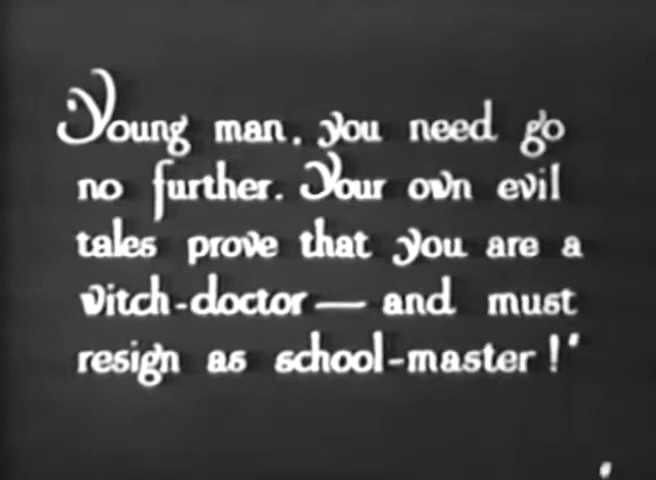 Young man, you need go
no further. Your own evil
tales prove that you are a
witch-doctor — and must
resign as school-master!'